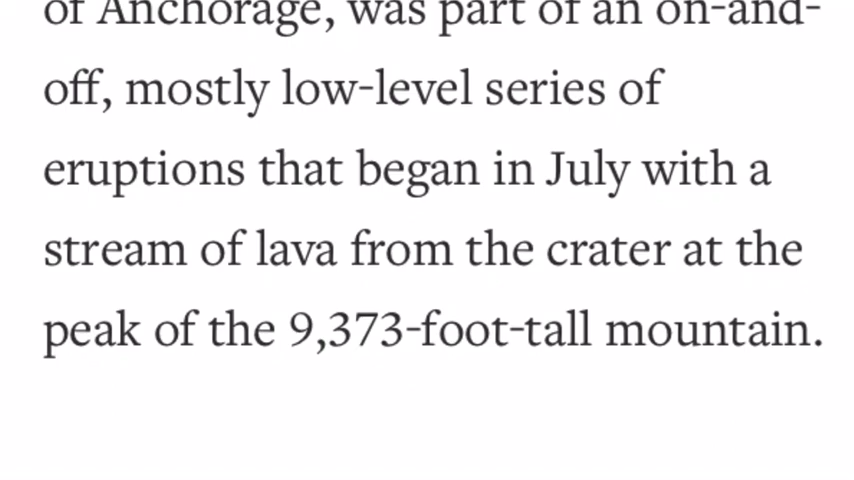 of Anchorage, was part of an on-and-
off, mostly low-level series of
eruptions that began in July with a
stream of lava from the crater at the
peak of the 9,373-foot-tall mountain.